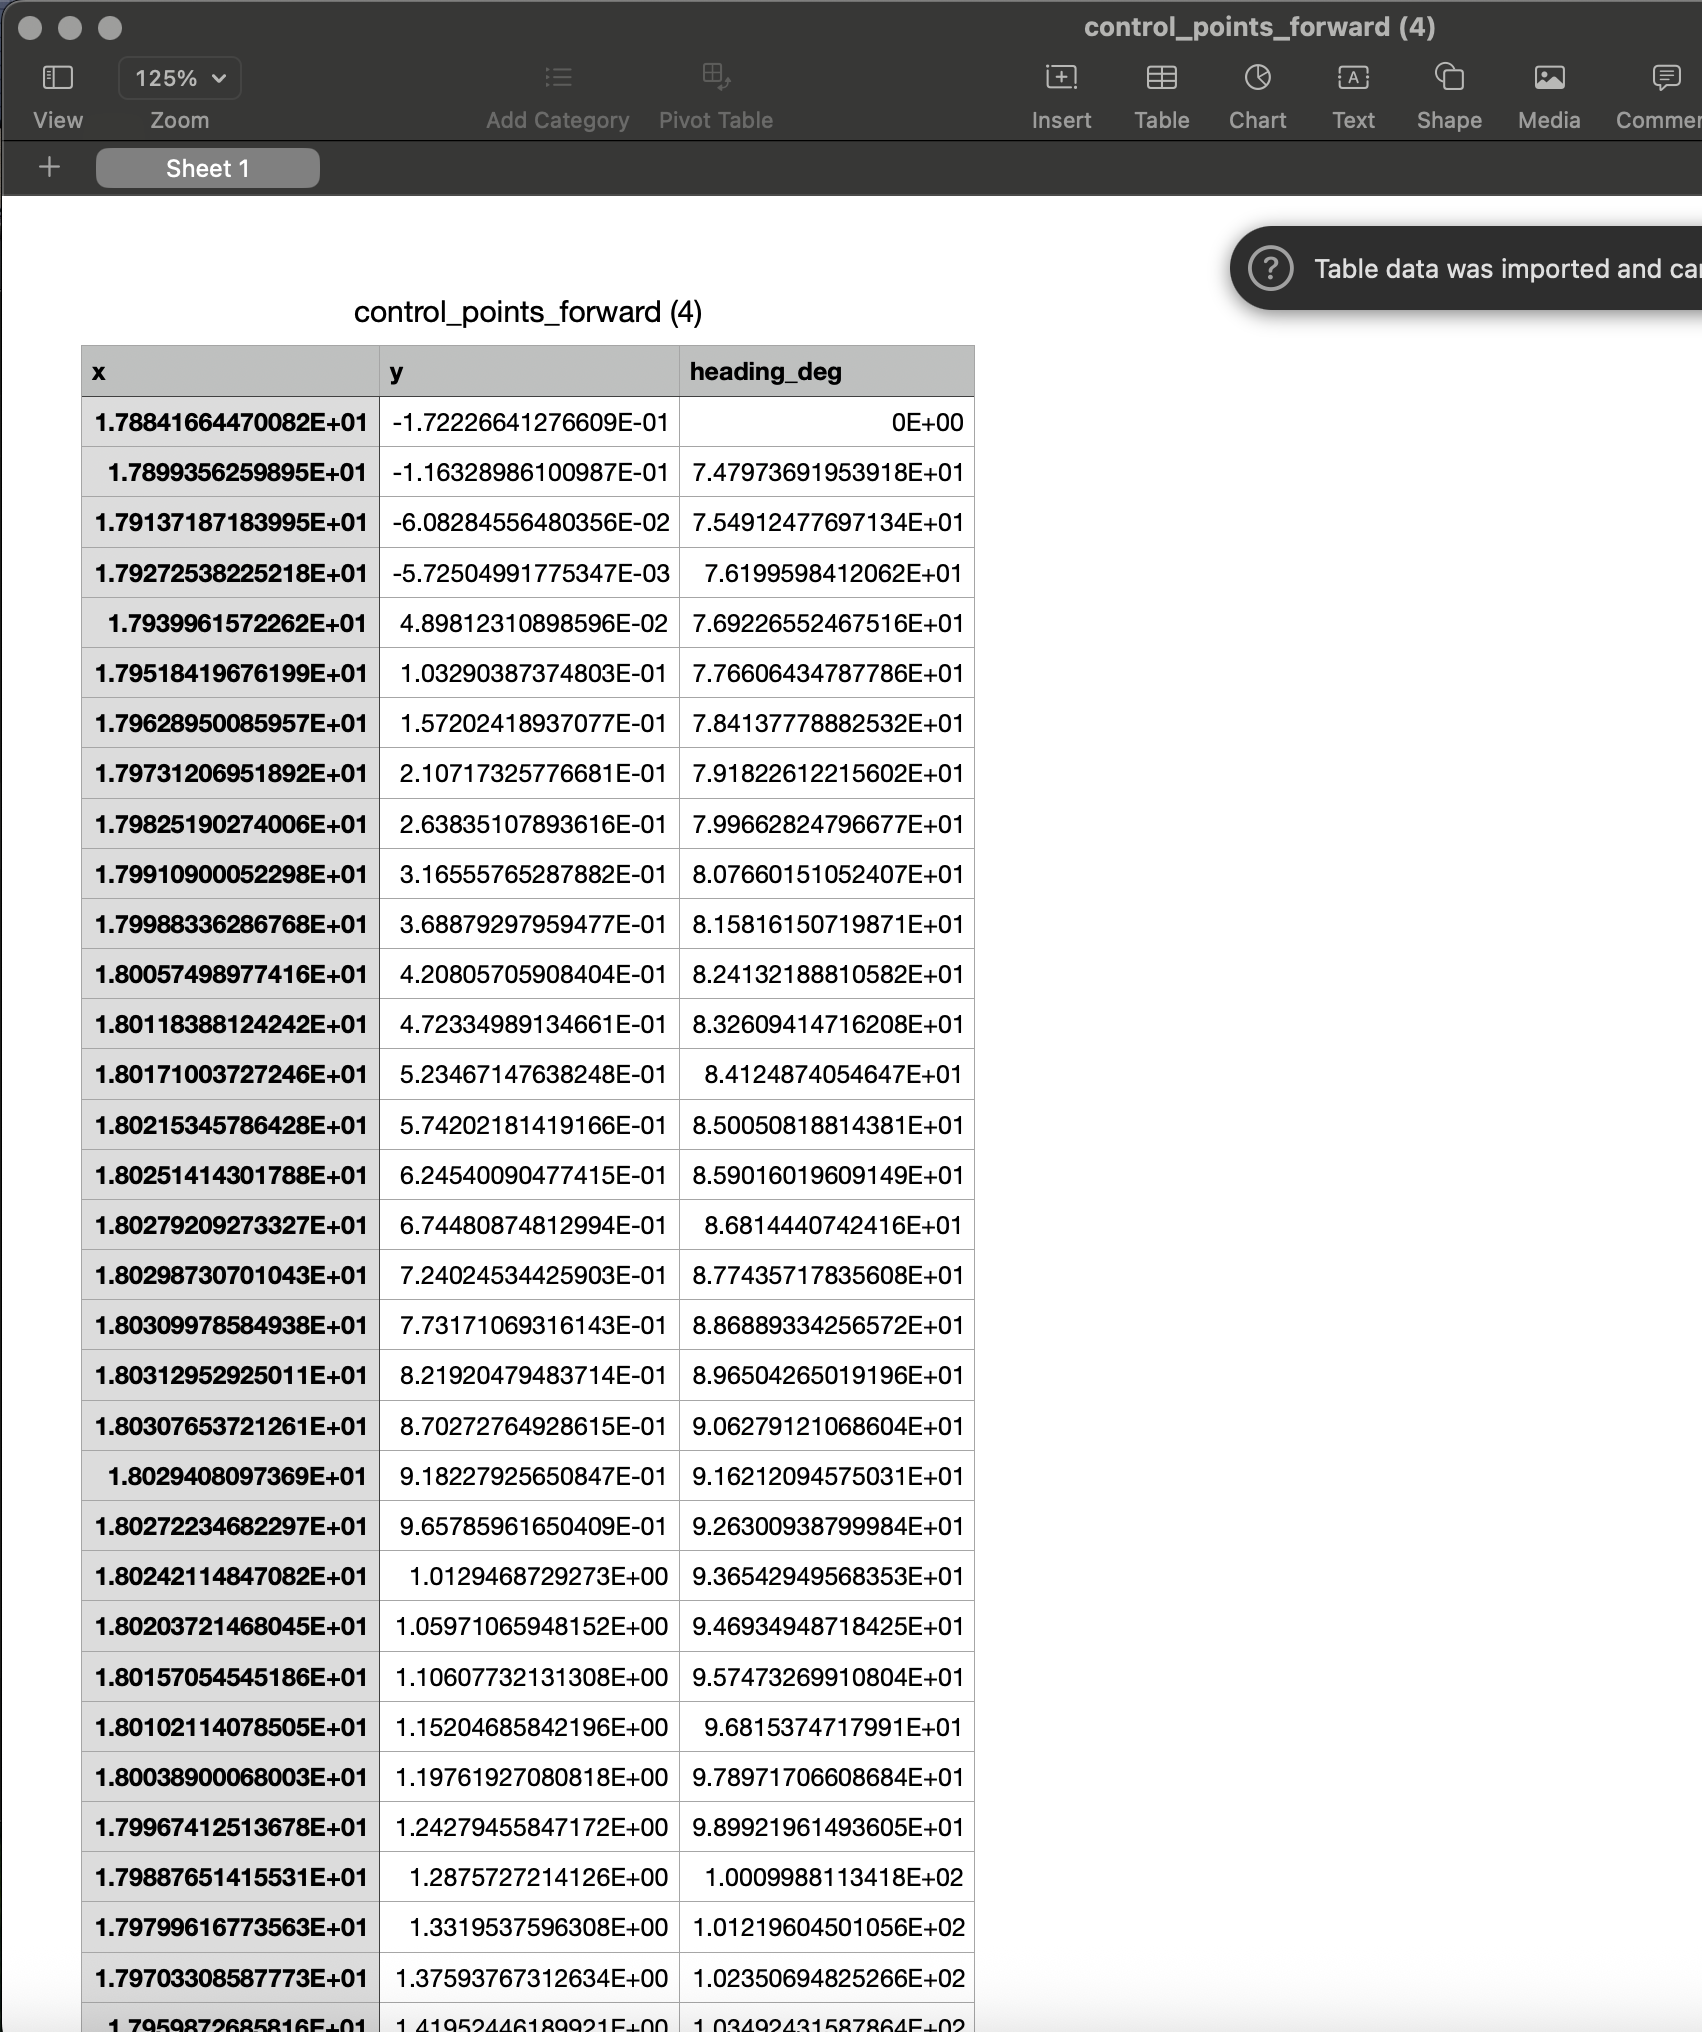 control_points_forward (4)
View
125%
Zoom
Add Category
Pivot Table
Insert
Table
Chart
Text
Shape
Media
Commen
Sheet 1
Table data was imported and ca
control_points_forward (4)
x y heading_deg
1.78841664470082E+01 -1.72226641276609E-01 0E+00
1.7899356259895E+01 -1.16328986100987E-01 7.47973691953918E+01
1.79137187183995E+01 -6.08284556480356E-02 7.54912477697134E+01
1.79272538225218E+01 -5.72504991775347E-03 7.6199598412062E+01
1.7939961572262E+01 4.89812310898596E-02 7.69226552467516E+01
1.79518419676199E+01 1.03290387374803E-01 7.76606434787786E+01
1.79628950085957E+01 1.57202418937077E-01 7.84137778882532E+01
1.79731206951892E+01 2.10717325776681E-01 7.91822612215602E+01
1.79825190274006E+01 2.63835107893616E-01 7.99662824796677E+01
1.79910900052298E+01 3.16555765287882E-01 8.07660151052407E+01
1.79988336286768E+01 3.68879297959477E-01 8.15816150719871E+01
1.80057498977416E+01 4.20805705908404E-01 8.24132188810582E+01
1.80118388124242E+01 4.72334989134661E-01 8.32609414716208E+01
1.80171003727246E+01 5.23467147638248E-01 8.4124874054647E+01
1.80215345786428E+01 5.74202181419166E-01 8.50050818814381E+01
1.80251414301788E+01 6.24540090477415E-01 8.59016019609149E+01
1.80279209273327E+01 6.74480874812994E-01 8.6814440742416E+01
1.80298730701043E+01 7.24024534425903E-01 8.77435717835608E+01
1.80309978584938E+01 7.73171069316143E-01 8.86889334256572E+01
1.80312952925011E+01 8.21920479483714E-01 8.96504265019196E+01
1.80307653721261E+01 8.70272764928615E-01 9.06279121068604E+01
1.8029408097369E+01 9.18227925650847E-01 9.16212094575031E+01
1.80272234682297E+01 9.65785961650409E-01 9.26300938799984E+01
1.80242114847082E+01 1.0129468729273E+00 9.36542949568353E+01
1.80203721468045E+01 1.05971065948152E+00 9.46934948718425E+01
1.80157054545186E+01 1.10607732131308E+00 9.57473269910804E+01
1.80102114078505E+01 1.15204685842196E+00 9.6815374717991E+01
1.80038900068003E+01 1.19761927080818E+00 9.78971706608684E+01
1.79967412513678E+01 1.24279455847172E+00 9.89921961493605E+01
1.79887651415531E+01 1.2875727214126E+00 1.0009988113418E+02
1.79799616773563E+01 1.3319537596308E+00 1.01219604501056E+02
1.79703308587773E+01 1.37593767312634E+00 1.02350694825266E+02
1.7959872685816E+01 1.41952446189921E+00 1.03492431587864E+02